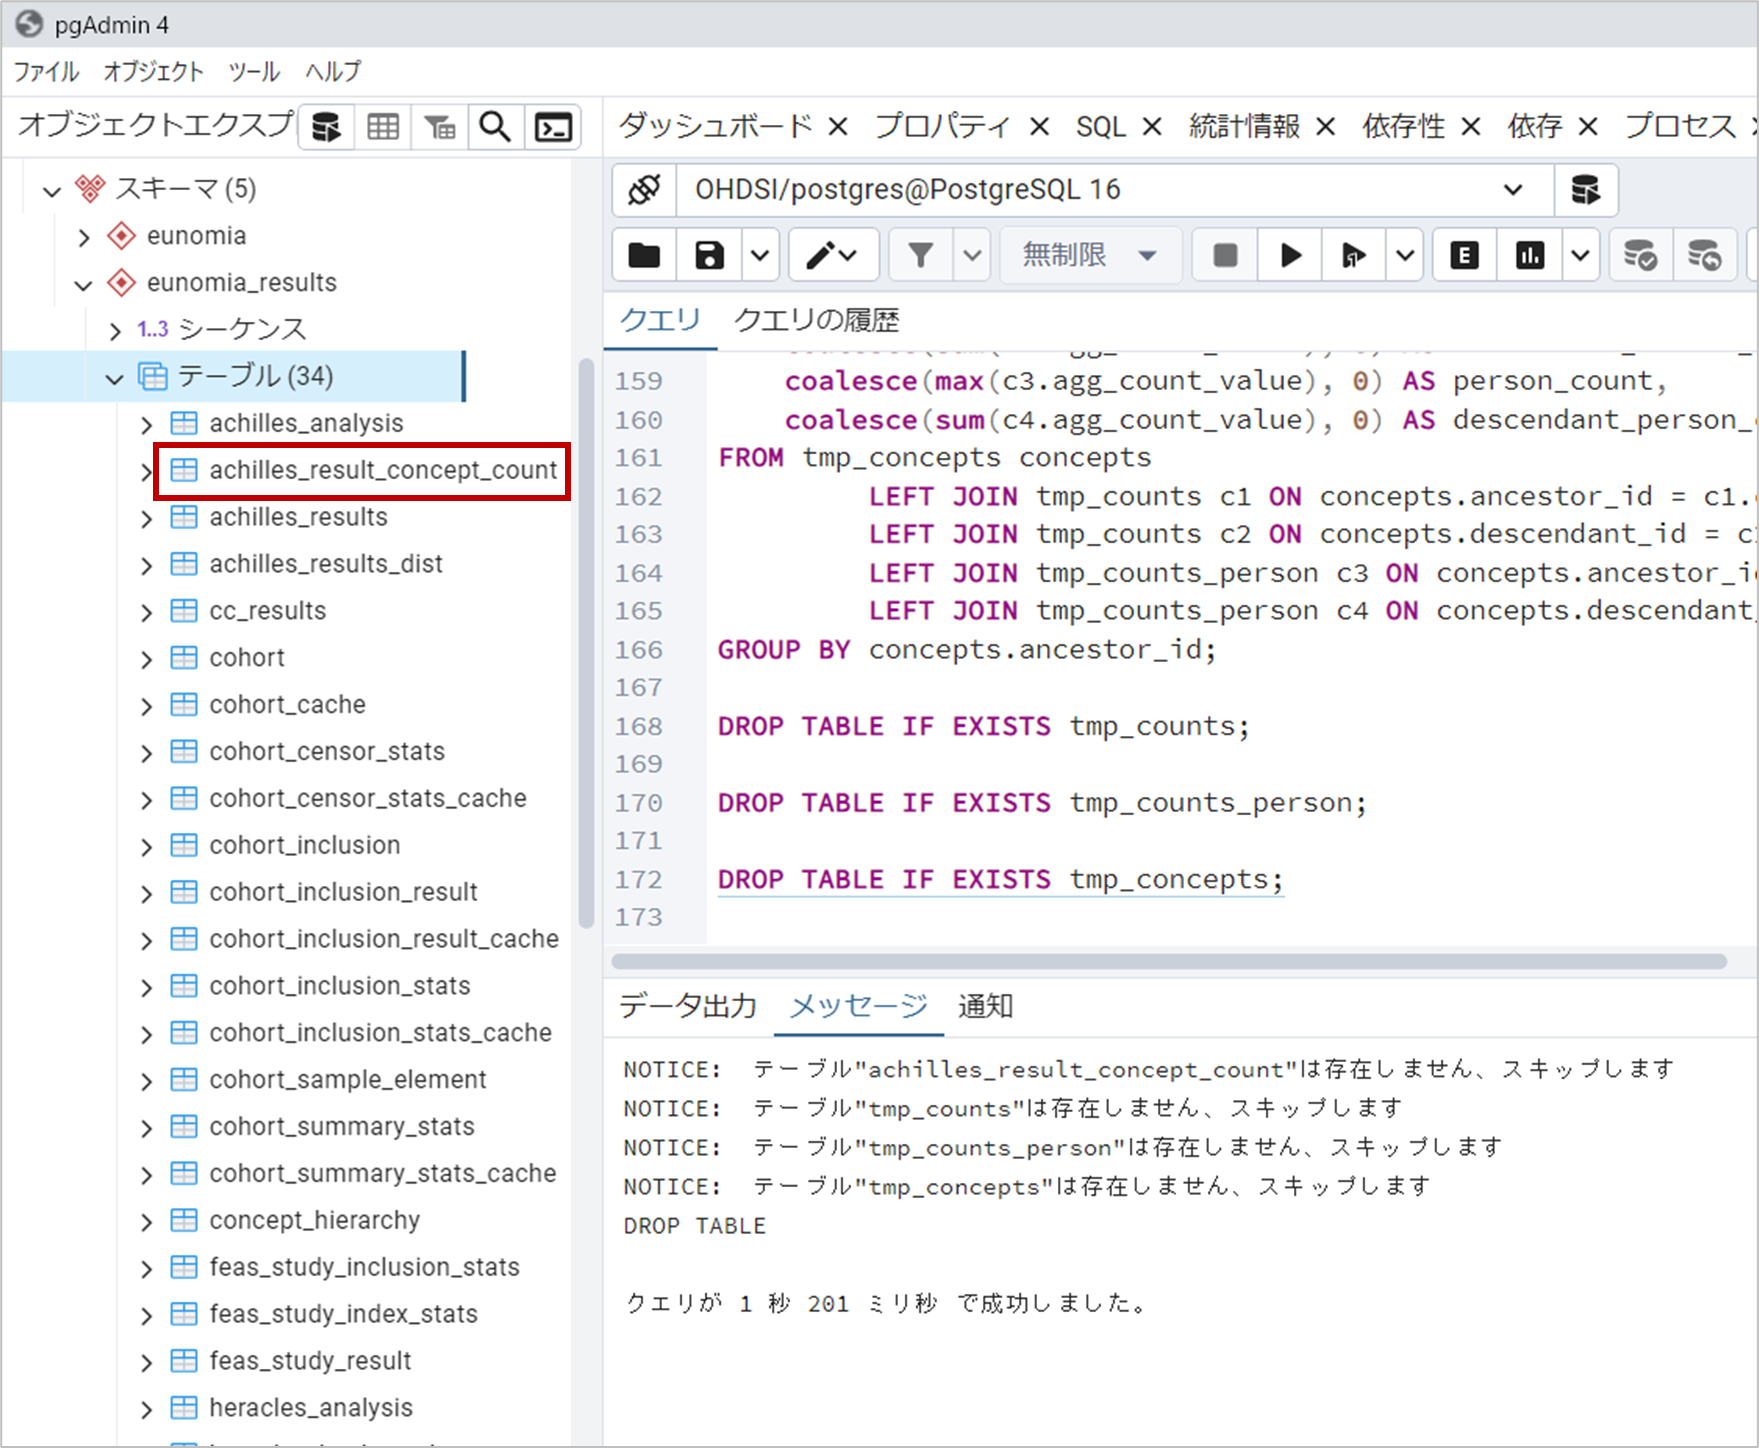 pgAdmin 4
ファイル オブジェクト ツール ヘルプ
オブジェクトエクスプ
スキーマ (5)
eunomia
eunomia_results
1..3 シーケンス
テーブル (34)
achilles_analysis
achilles_result_concept_count
achilles_results
achilles_results_dist
cc_results
cohort
cohort_cache
cohort_censor_stats
cohort_censor_stats_cache
cohort_inclusion
cohort_inclusion_result
cohort_inclusion_result_cache
cohort_inclusion_stats
cohort_inclusion_stats_cache
cohort_sample_element
cohort_summary_stats
cohort_summary_stats_cache
concept_hierarchy
feas_study_inclusion_stats
feas_study_index_stats
feas_study_result
heracles_analysis
ダッシュボード プロパティ SQL 統計情報 依存性 依存 プロセス
OHDSI/postgres@PostgreSQL 16
無制限 E
クエリ クエリの履歴
159 coalesce(max(c3.agg_count_value), 0) AS person_count,
160 coalesce(sum(c4.agg_count_value), 0) AS descendant_person_
161 FROM tmp_concepts concepts
162 LEFT JOIN tmp_counts c1 ON concepts.ancestor_id = c1.
163 LEFT JOIN tmp_counts c2 ON concepts.descendant_id = c
164 LEFT JOIN tmp_counts_person c3 ON concepts.ancestor_i
165 LEFT JOIN tmp_counts_person c4 ON concepts.descendant
166 GROUP BY concepts.ancestor_id;
167
168 DROP TABLE IF EXISTS tmp_counts;
169
170 DROP TABLE IF EXISTS tmp_counts_person;
171
172 DROP TABLE IF EXISTS tmp_concepts;
173
データ出力 メッセージ 通知
NOTICE: テーブル"achilles_result_concept_count"は存在しません、スキップします
NOTICE: テーブル"tmp_counts"は存在しません、スキップします
NOTICE: テーブル"tmp_counts_person"は存在しません、スキップします
NOTICE: テーブル"tmp_concepts"は存在しません、スキップします
DROP TABLE
クエリが 1 秒 201 ミリ秒 で成功しました。